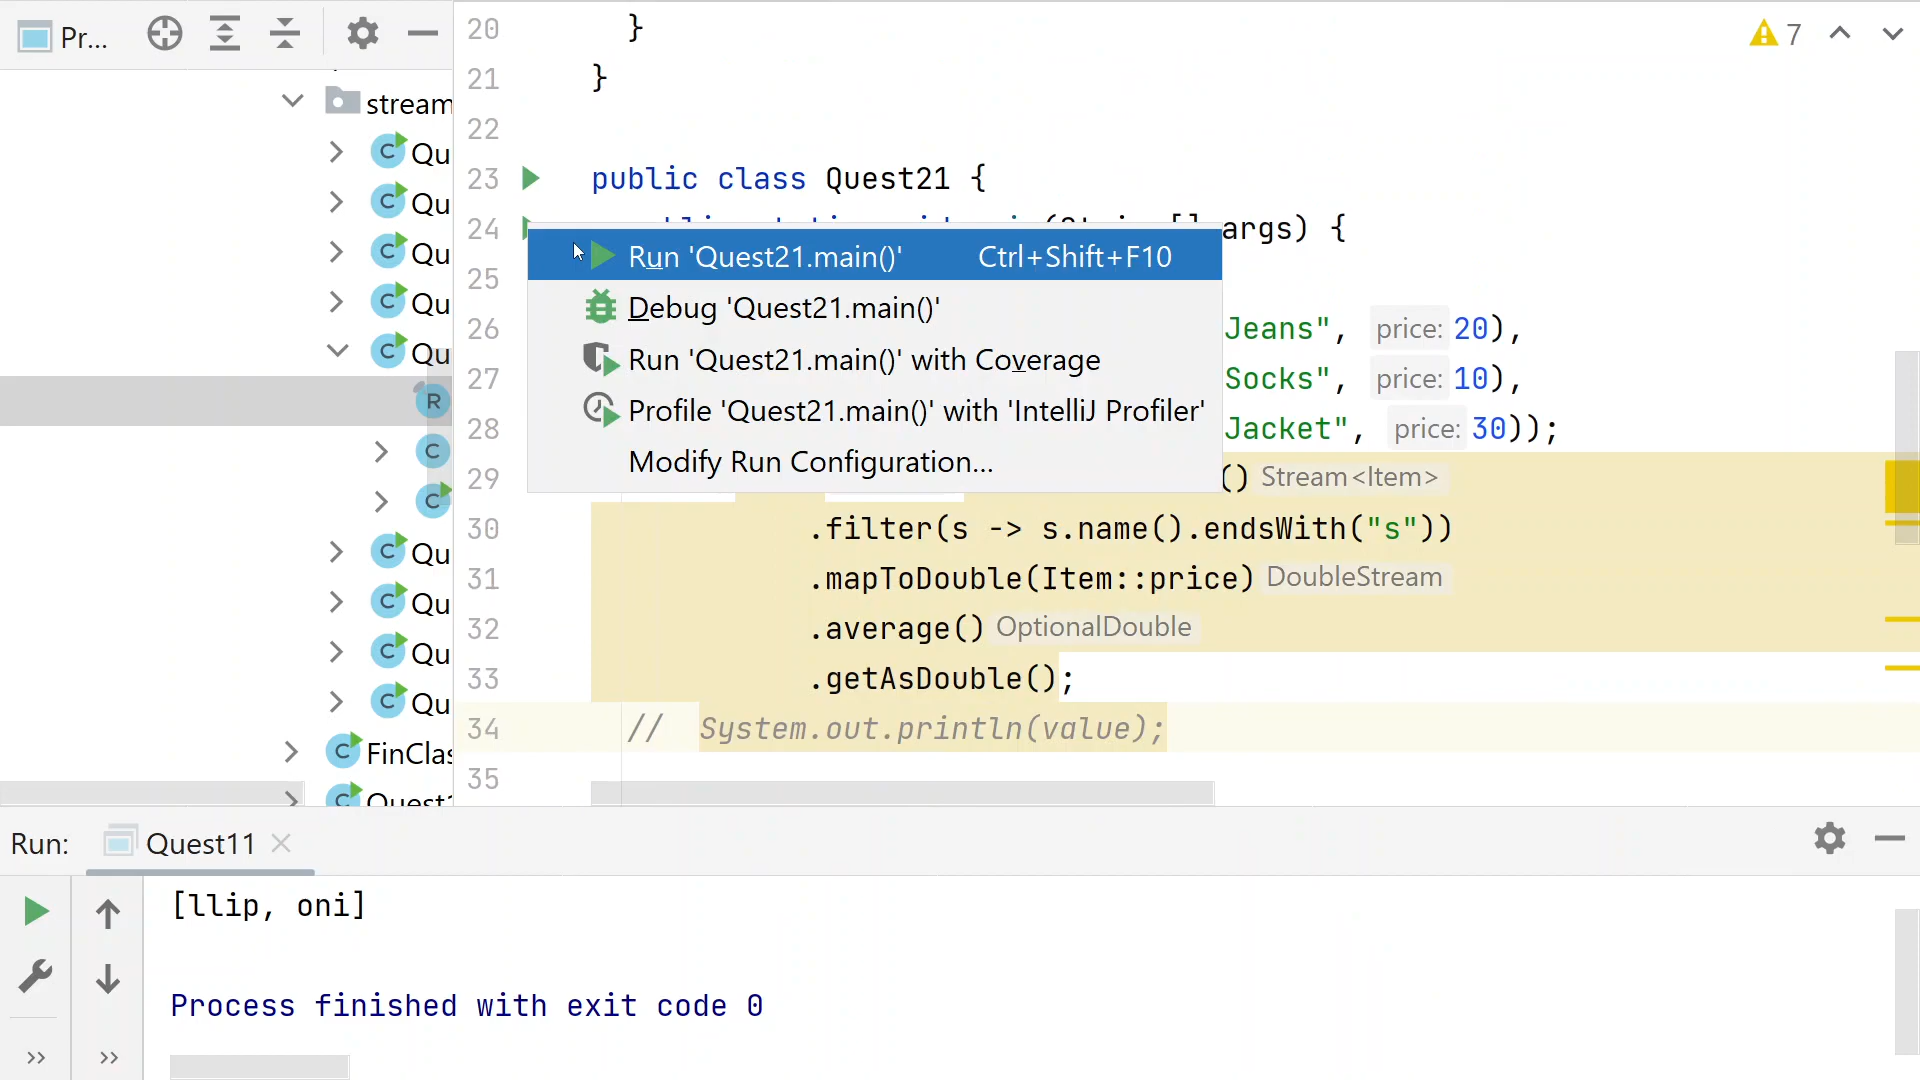 Pr...
stream
Qu
Qu
Qu
Qu
Qu
R
C
C
Qu
Qu
Qu
Qu
FinClas
Quest
7
20 }
21 }
22
23 public class Quest21 {
24 args) {
25
26 Jeans", price: 20),
27 Socks", price: 10),
28 Jacket", price: 30));
29 () Stream<Item>
30 .filter(s -> s.name().endsWith("s"))
31 .mapToDouble(Item::price) DoubleStream
32 .average() OptionalDouble
33 .getAsDouble();
34 // System.out.println(value);
35
Run 'Quest21.main()' Ctrl+Shift+F10
Debug 'Quest21.main()'
Run 'Quest21.main()' with Coverage
Profile 'Quest21.main()' with 'IntelliJ Profiler'
Modify Run Configuration...
Run: Quest11
[llip, oni]
Process finished with exit code 0